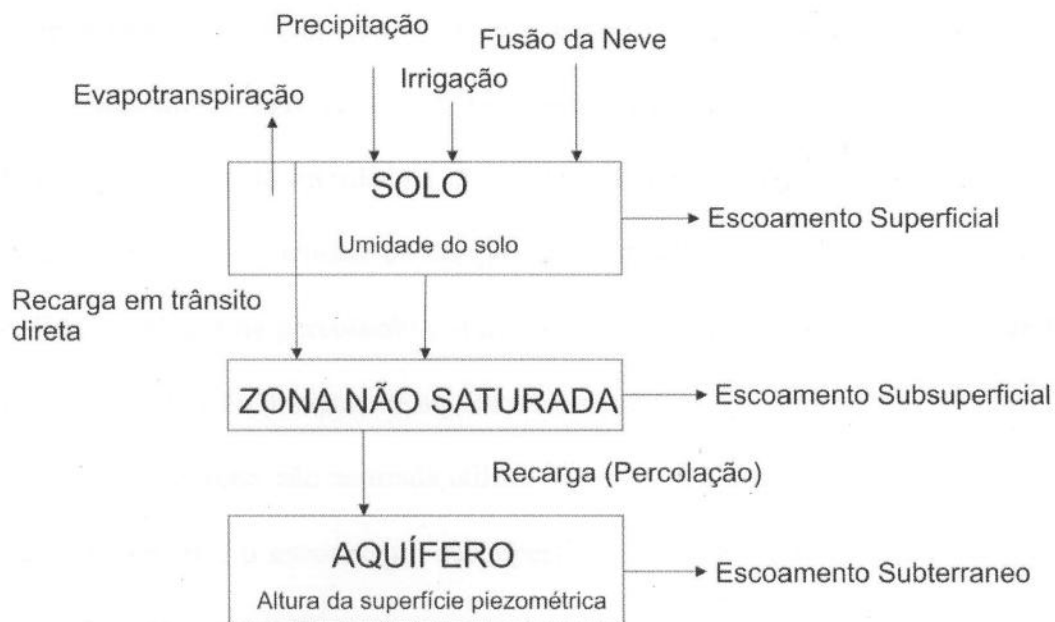 Precipitação
Fusão da Neve
Irrigação
Evapotranspiração
SOLO
Umidade do solo
Escoamento Superficial
Recarga em trânsito
direta
ZONA NÃO SATURADA
Escoamento Subsuperficial
Recarga (Percolação)
AQUÍFERO
Altura da superfície piezométrica
Escoamento Subterraneo